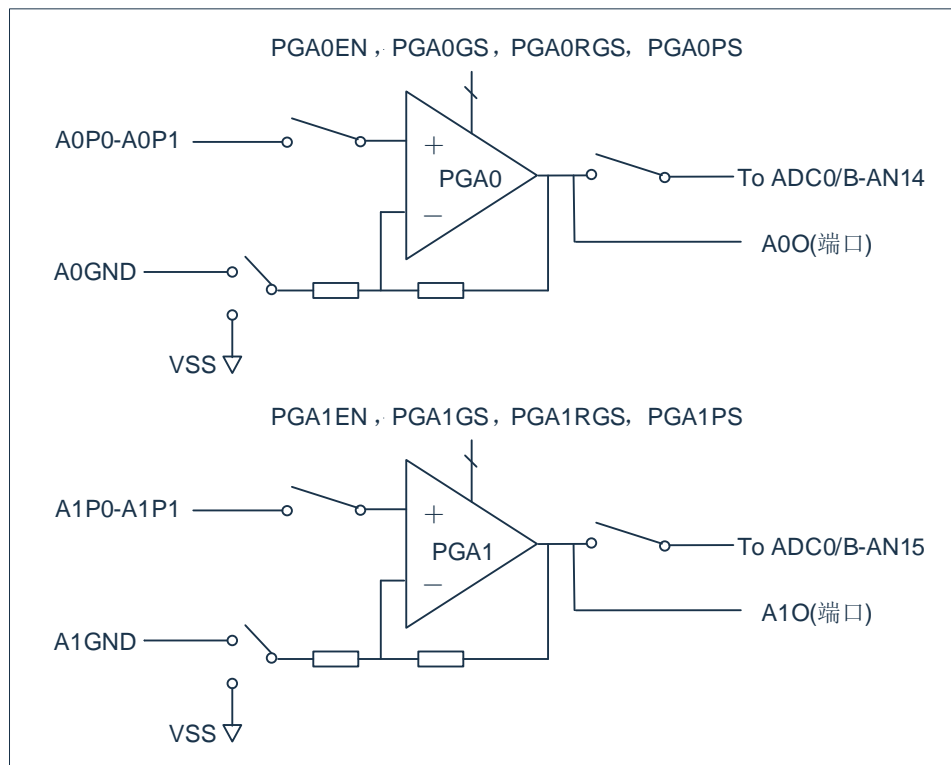 PGA0EN，PGA0GS，PGA0RGS，PGA0PS
A0P0-A0P1
+
PGA0
−
To ADC0/B-AN14
A0O(端口)
A0GND
VSS
PGA1EN，PGA1GS，PGA1RGS，PGA1PS
A1P0-A1P1
+
PGA1
−
To ADC0/B-AN15
A1O(端口)
A1GND
VSS